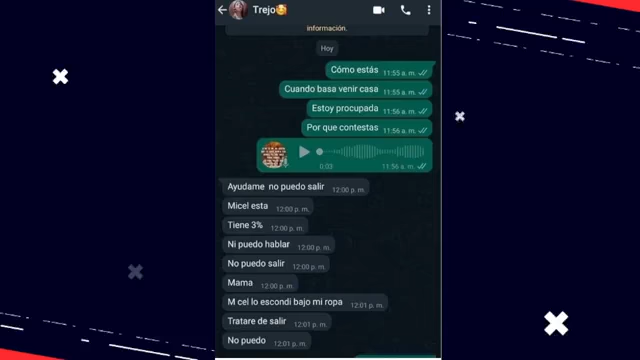 Trejo🥰
información.
Hoy
Cómo estás 11:55 a. m.
Cuando basa venir casa 11:55 a. m.
Estoy procupada 11:56 a. m.
Por que contestas 11:56 a. m.
0:03 11:56 a. m.
Ayudame no puedo salir 12:00 p. m.
Micel esta 12:00 p. m.
Tiene 3% 12:00 p. m.
Ni puedo hablar 12:00 p. m.
No puedo salir 12:00 p. m.
Mama 12:00 p. m.
M cel lo escondi bajo mi ropa 12:01 p. m.
Tratare de salir 12:01 p. m.
No puedo 12:01 p. m.